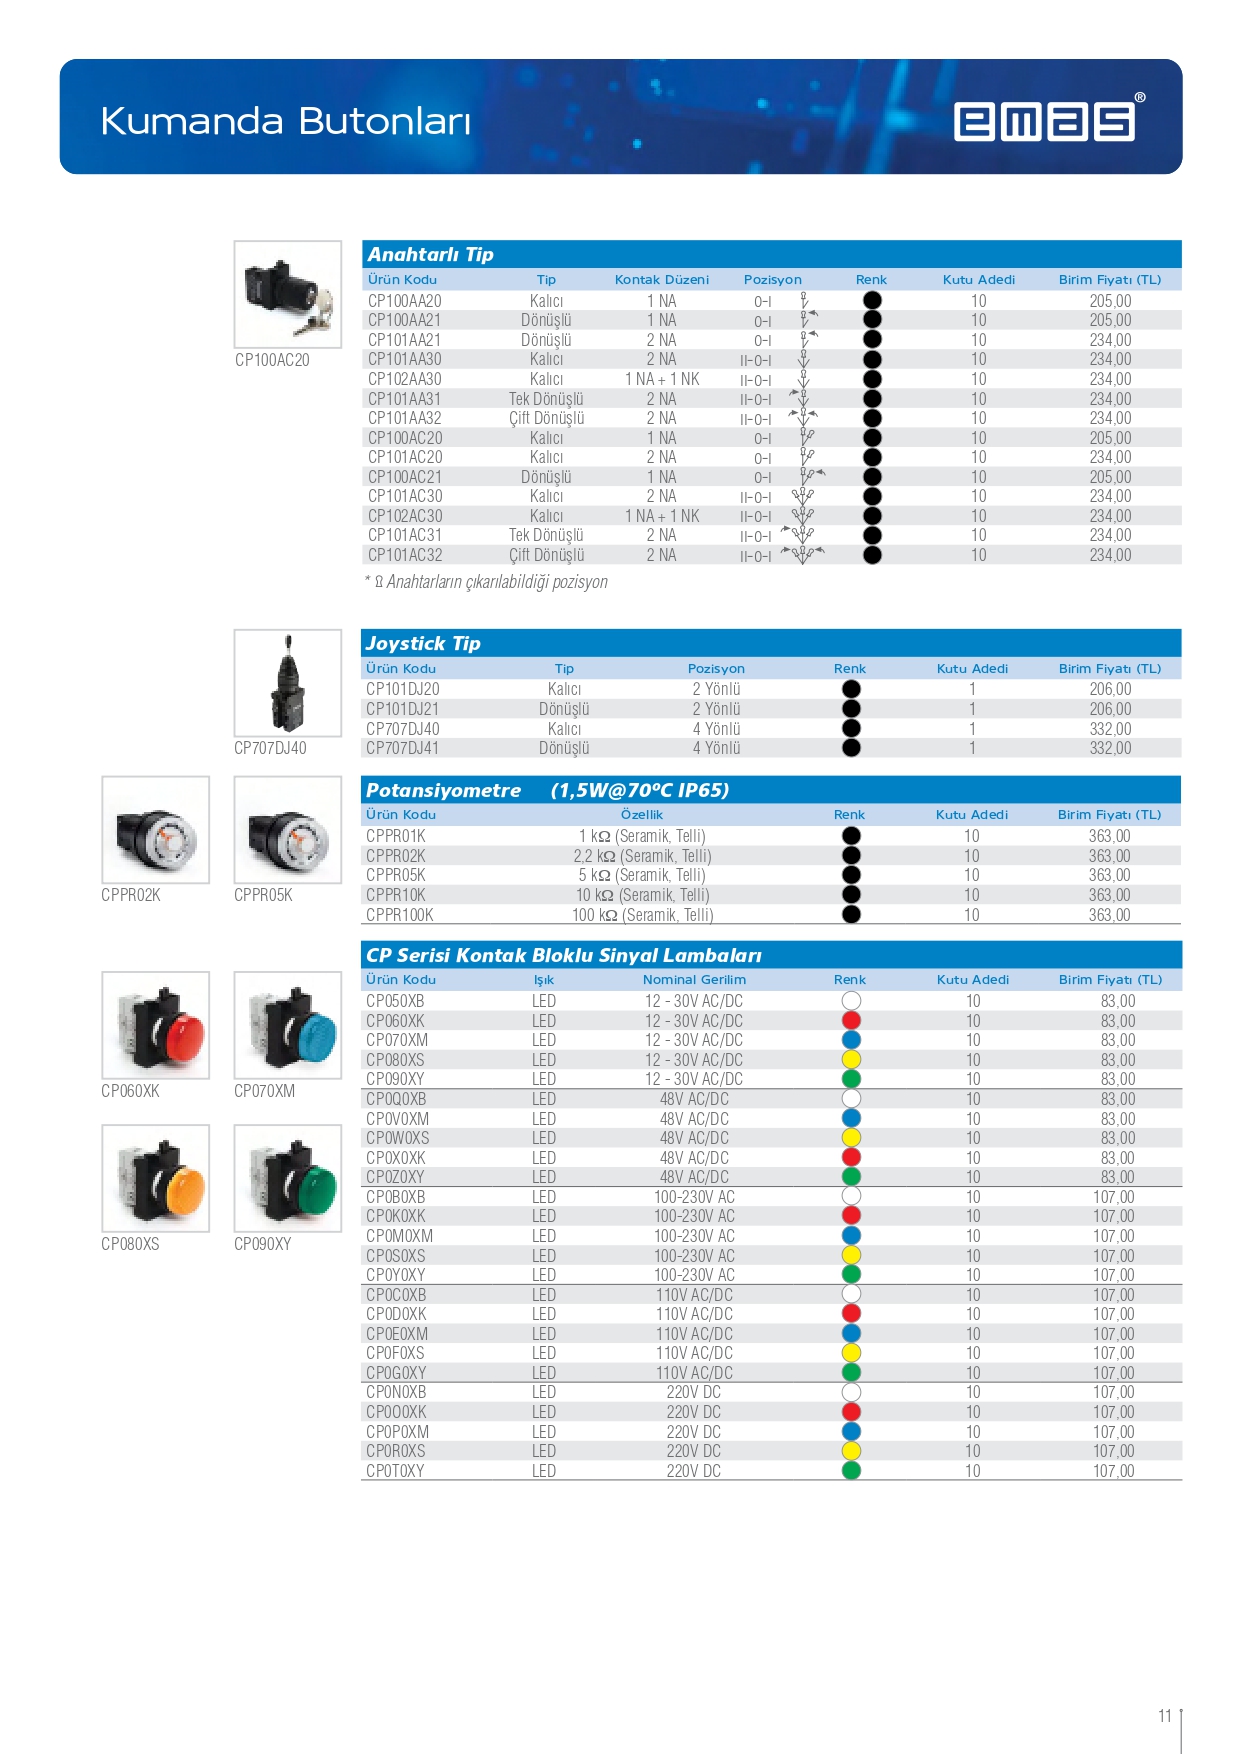 Kumanda Butonları
emas®
Anahtarlı Tip
Ürün Kodu Tip Kontak Düzeni Pozisyon Renk Kutu Adedi Birim Fiyatı (TL)
CP100AA20 Kalıcı 1 NA 0-I 10 205,00
CP100AA21 Dönüşlü 1 NA 0-I 10 205,00
CP101AA21 Dönüşlü 2 NA 0-I 10 234,00
CP101AA30 Kalıcı 2 NA II-0-I 10 234,00
CP102AA30 Kalıcı 1 NA + 1 NK II-0-I 10 234,00
CP101AA31 Tek Dönüşlü 2 NA II-0-I 10 234,00
CP101AA32 Çift Dönüşlü 2 NA II-0-I 10 234,00
CP100AC20 Kalıcı 1 NA 0-I 10 205,00
CP101AC20 Kalıcı 2 NA 0-I 10 234,00
CP100AC21 Dönüşlü 1 NA 0-I 10 205,00
CP101AC30 Kalıcı 2 NA II-0-I 10 234,00
CP102AC30 Kalıcı 1 NA + 1 NK II-0-I 10 234,00
CP101AC31 Tek Dönüşlü 2 NA II-0-I 10 234,00
CP101AC32 Çift Dönüşlü 2 NA II-0-I 10 234,00
* Anahtarların çıkarılabildiği pozisyon
CP100AC20
Joystick Tip
Ürün Kodu Tip Pozisyon Renk Kutu Adedi Birim Fiyatı (TL)
CP101DJ20 Kalıcı 2 Yönlü 1 206,00
CP101DJ21 Dönüşlü 2 Yönlü 1 206,00
CP707DJ40 Kalıcı 4 Yönlü 1 332,00
CP707DJ41 Dönüşlü 4 Yönlü 1 332,00
CP707DJ40
Potansiyometre (1,5W@70ºC IP65)
Ürün Kodu Özellik Renk Kutu Adedi Birim Fiyatı (TL)
CPPR01K 1 kΩ (Seramik, Telli) 10 363,00
CPPR02K 2,2 kΩ (Seramik, Telli) 10 363,00
CPPR05K 5 kΩ (Seramik, Telli) 10 363,00
CPPR10K 10 kΩ (Seramik, Telli) 10 363,00
CPPR100K 100 kΩ (Seramik, Telli) 10 363,00
CPPR02K CPPR05K
CP Serisi Kontak Bloklu Sinyal Lambaları
Ürün Kodu Işık Nominal Gerilim Renk Kutu Adedi Birim Fiyatı (TL)
CP050XB LED 12 - 30V AC/DC 10 83,00
CP060XK LED 12 - 30V AC/DC 10 83,00
CP070XM LED 12 - 30V AC/DC 10 83,00
CP080XS LED 12 - 30V AC/DC 10 83,00
CP090XY LED 12 - 30V AC/DC 10 83,00
CP0Q0XB LED 48V AC/DC 10 83,00
CP0V0XM LED 48V AC/DC 10 83,00
CP0W0XS LED 48V AC/DC 10 83,00
CP0X0XK LED 48V AC/DC 10 83,00
CP0Z0XY LED 48V AC/DC 10 83,00
CP0B0XB LED 100-230V AC 10 107,00
CP0K0XK LED 100-230V AC 10 107,00
CP0M0XM LED 100-230V AC 10 107,00
CP0S0XS LED 100-230V AC 10 107,00
CP0Y0XY LED 100-230V AC 10 107,00
CP0C0XB LED 110V AC/DC 10 107,00
CP0D0XK LED 110V AC/DC 10 107,00
CP0E0XM LED 110V AC/DC 10 107,00
CP0F0XS LED 110V AC/DC 10 107,00
CP0G0XY LED 110V AC/DC 10 107,00
CP0N0XB LED 220V DC 10 107,00
CP0O0XK LED 220V DC 10 107,00
CP0P0XM LED 220V DC 10 107,00
CP0R0XS LED 220V DC 10 107,00
CP0T0XY LED 220V DC 10 107,00
CP060XK CP070XM
CP080XS CP090XY
11